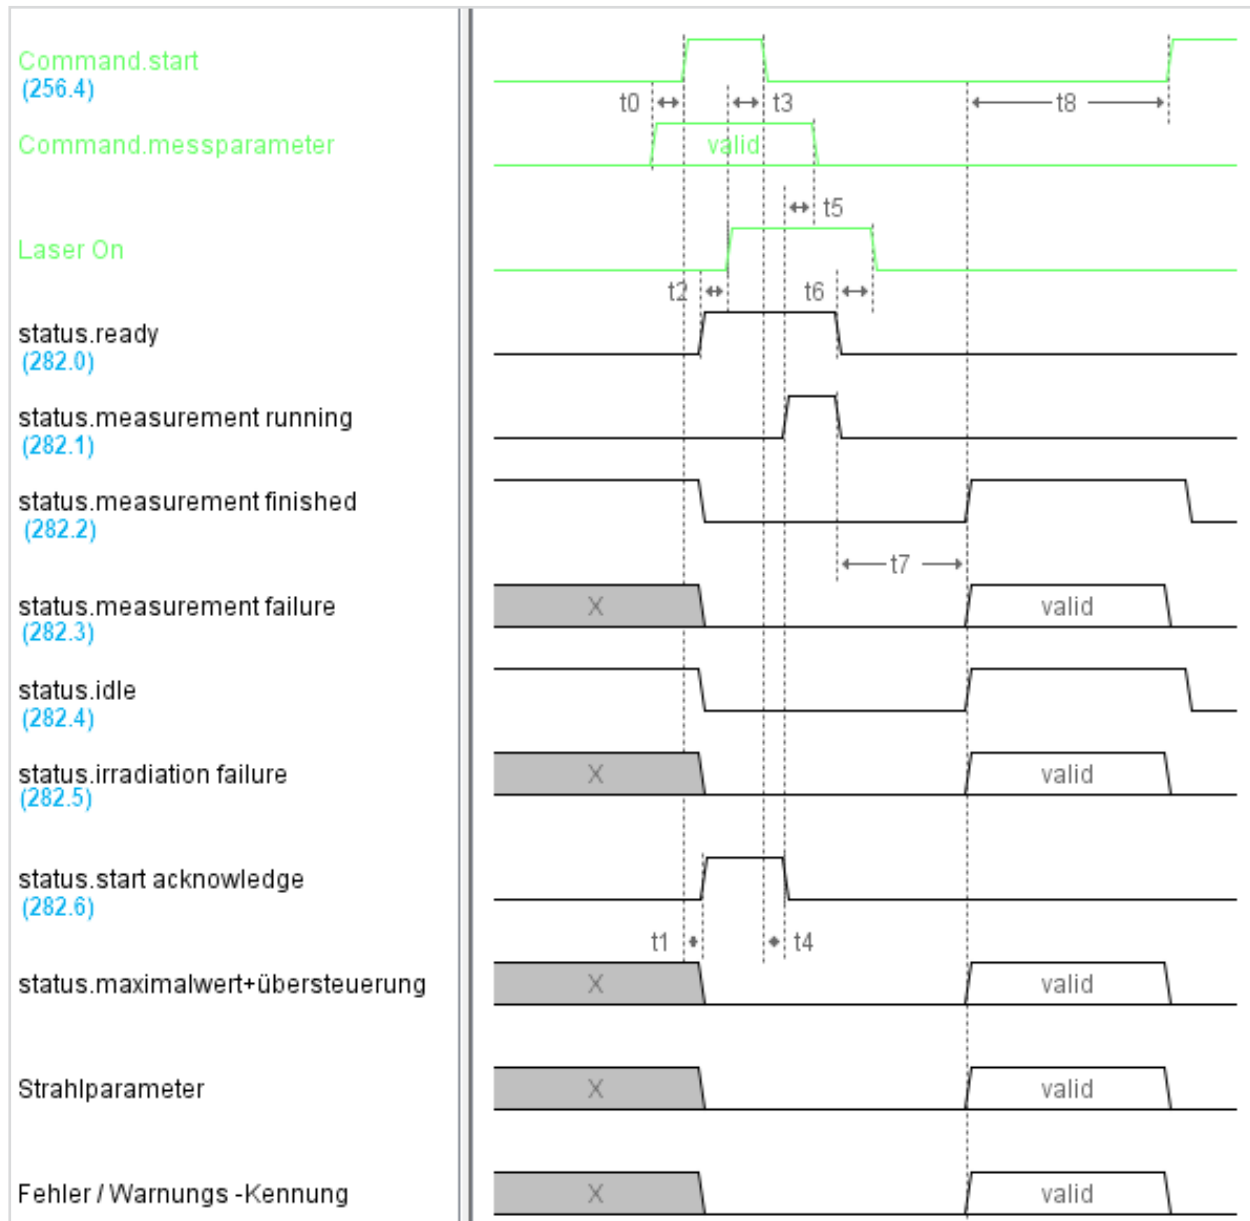 Command.start
(256.4)
t0
t3
t8
Command.messparameter
valid
t5
Laser On
t2
t6
status.ready
(282.0)
status.measurement running
(282.1)
status.measurement finished
(282.2)
t7
status.measurement failure
X
valid
(282.3)
status.idle
(282.4)
status.irradiation failure
X
valid
(282.5)
status.start acknowledge
(282.6)
t1
t4
status.maximalwert+übersteuerung
X
valid
Strahlparameter
X
valid
Fehler / Warnungs -Kennung
X
valid